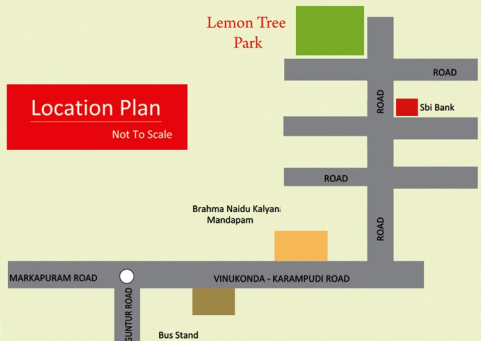 Lemon Tree
Park
ROAD
Location Plan
Not To Scale
ROAD
Sbi Bank
ROAD
Brahma Naidu Kalyana
Mandapam
ROAD
MARKAPURAM ROAD
VINUKONDA - KARAMPUDI ROAD
GUNTUR ROAD
Bus Stand